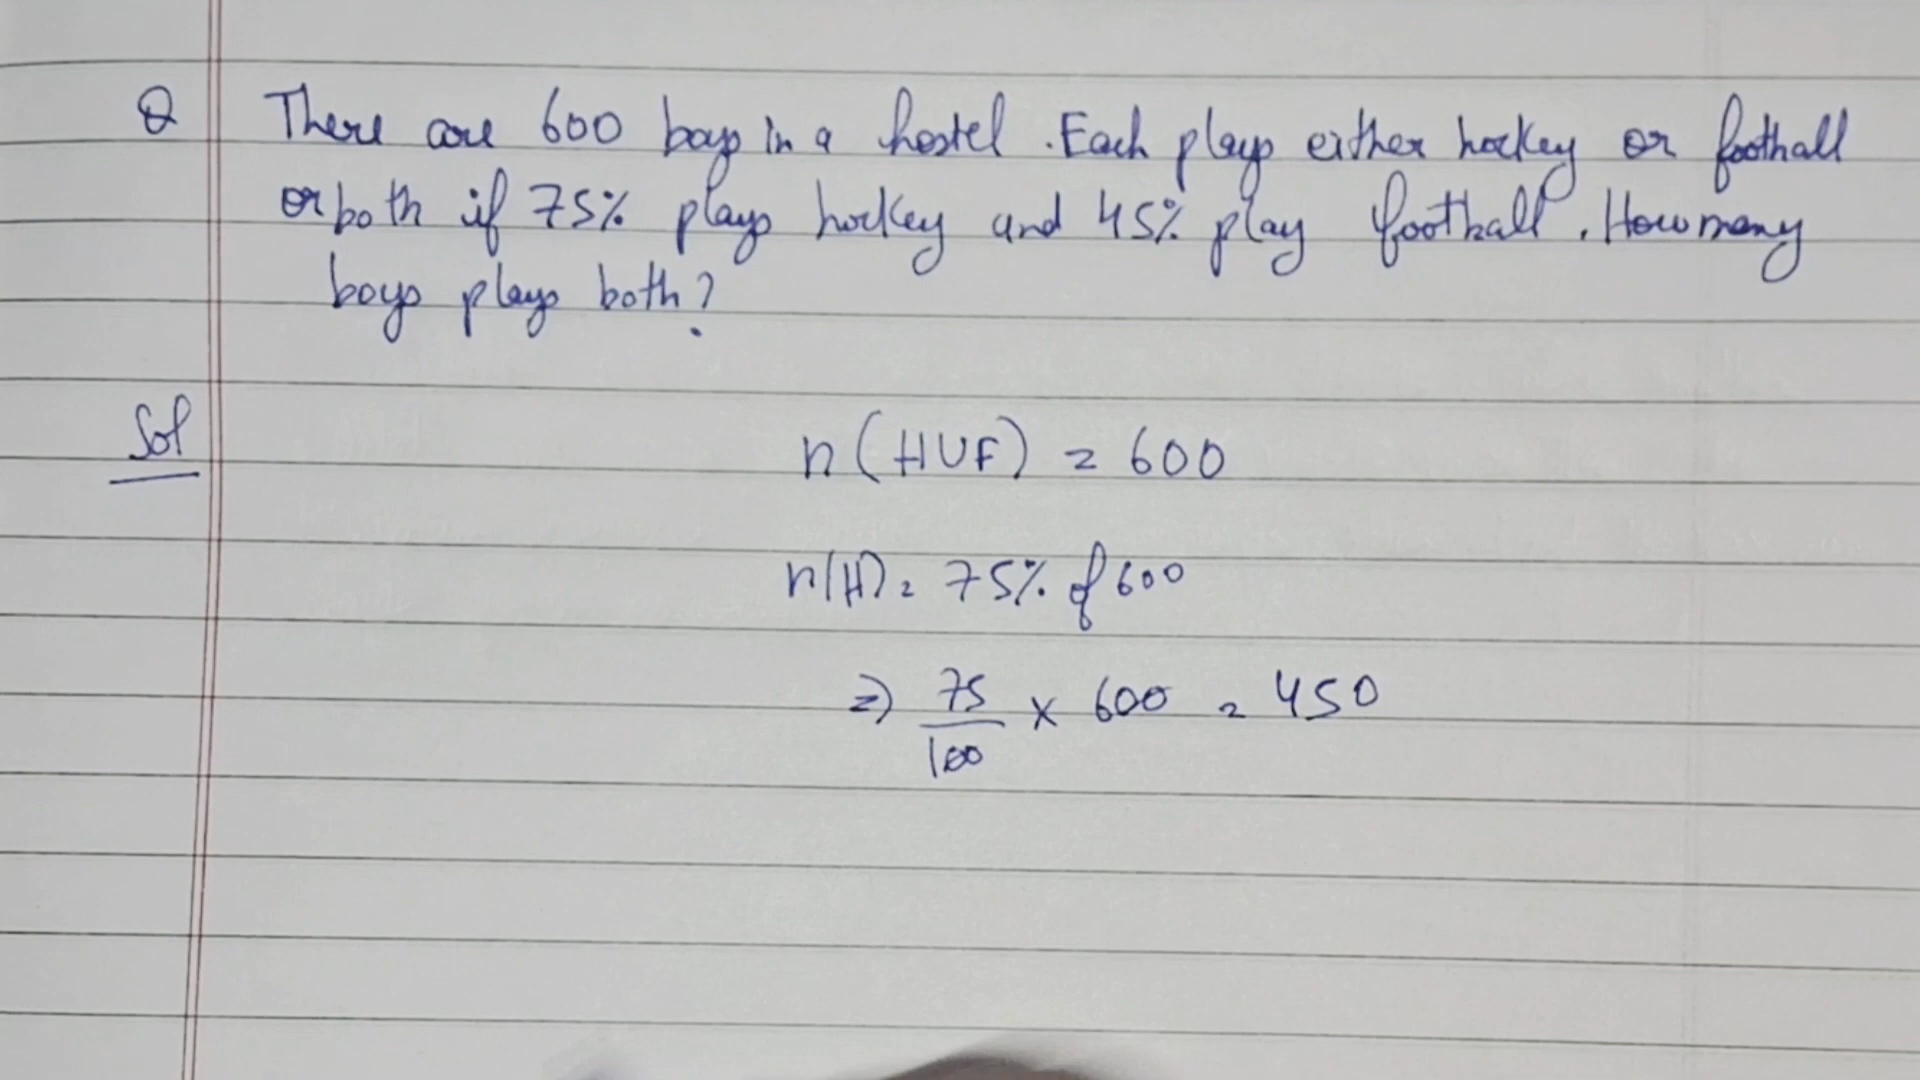 Q There are 600 boys in a hostel. Each plays either hockey or football
or both if 75% plays hockey and 45% play football. How many
boys plays both?
Sol n(HUF) = 600
n(H) = 75% of 600
=> 75/100 x 600 = 450